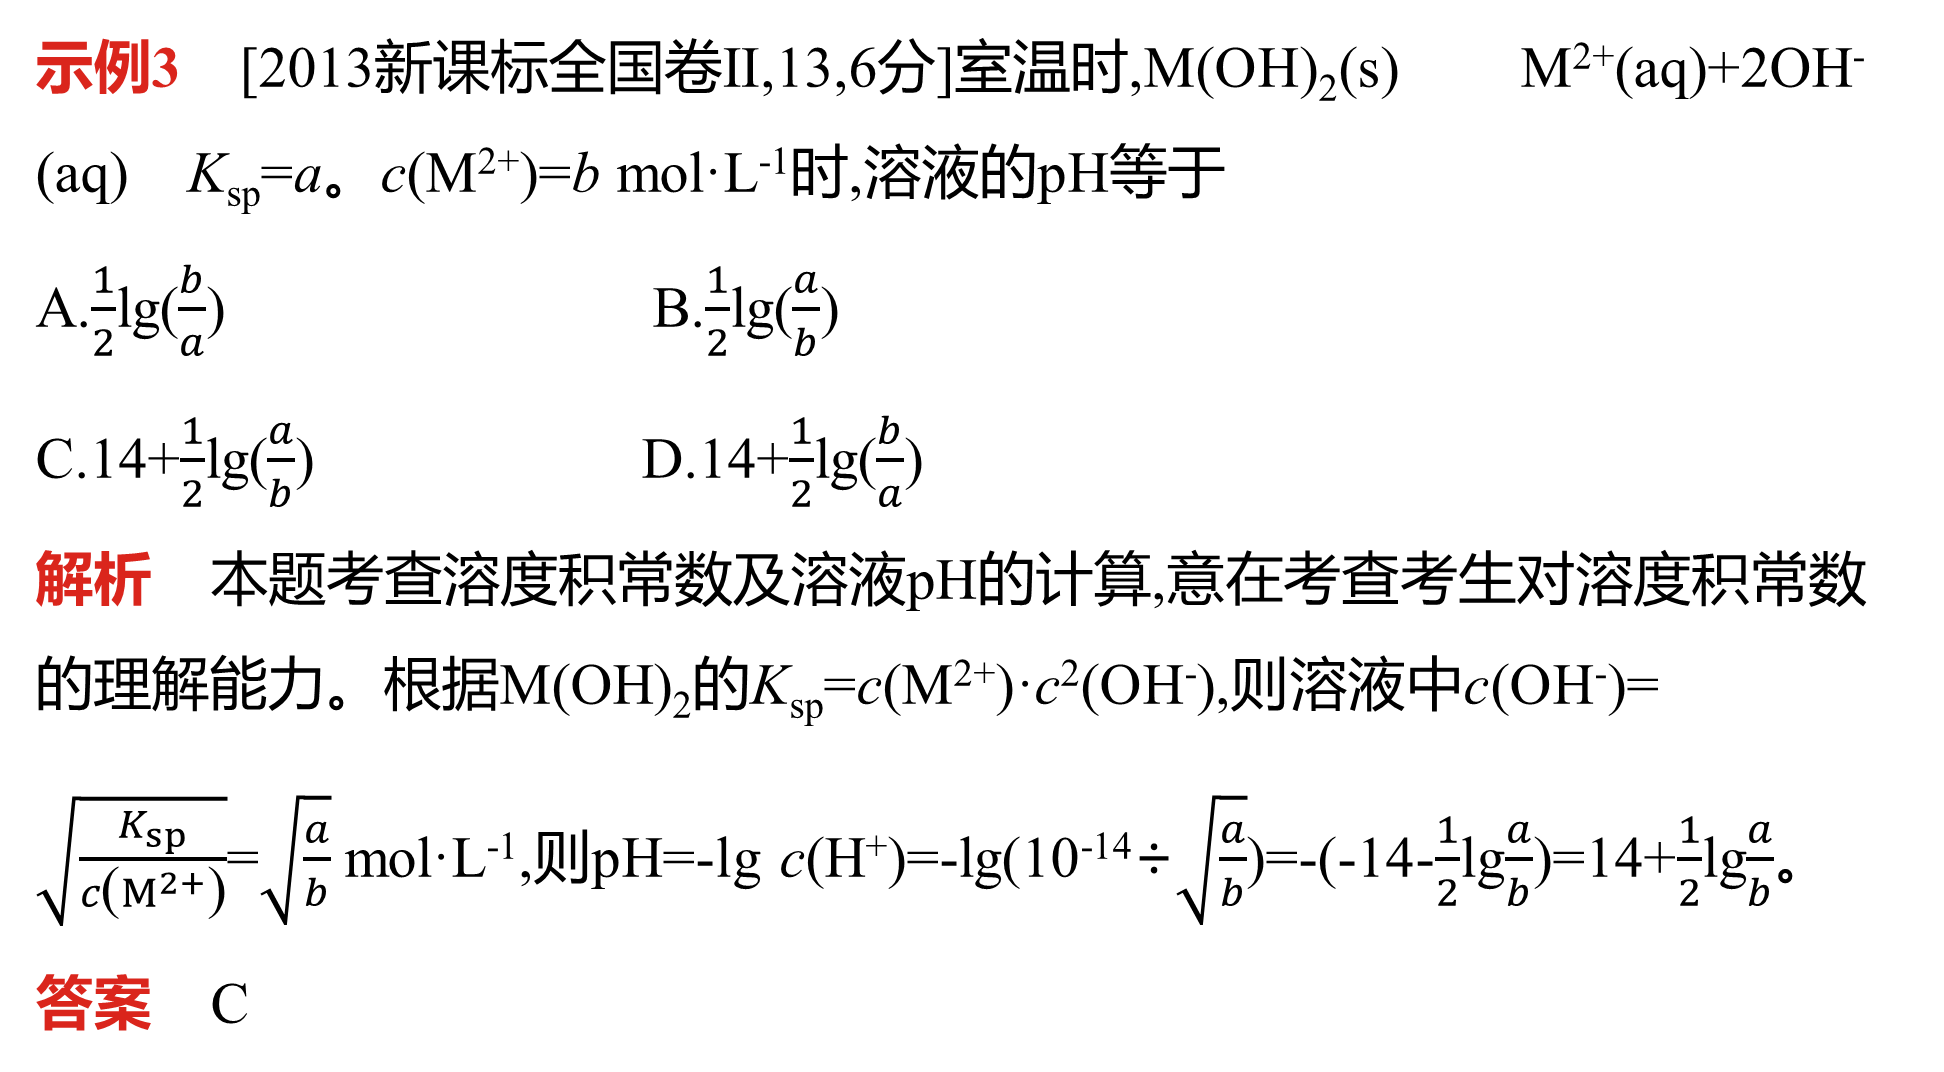 示例3 [2013新课标全国卷II,13,6分]室温时,M(OH)₂(s) M²⁺(aq)+2OH⁻
(aq) Ksp=a。c(M²⁺)=b mol·L⁻¹时,溶液的pH等于
A.1/2lg(b/a) B.1/2lg(a/b)
C.14+1/2lg(a/b) D.14+1/2lg(b/a)
解析 本题考查溶度积常数及溶液pH的计算,意在考查考生对溶度积常数
的理解能力。根据M(OH)₂的Ksp=c(M²⁺)·c²(OH⁻),则溶液中c(OH⁻)=
√(Ksp/c(M²⁺))=√(a/b) mol·L⁻¹,则pH=-lg c(H⁺)=-lg(10⁻¹⁴÷√(a/b))=-(-14-1/2lg a/b)=14+1/2lg a/b。
答案 C